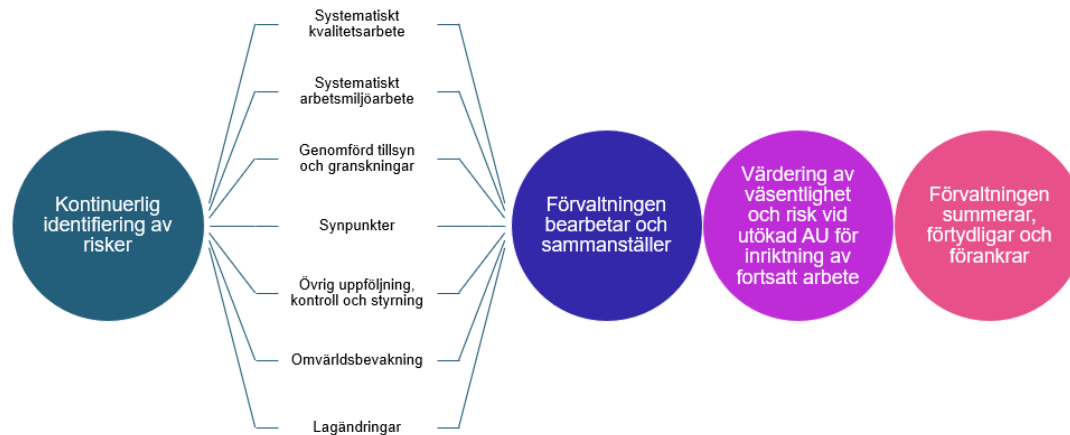 Kontinuerlig
identifiering av
risker
Systematiskt
kvalitetsarbete
Systematiskt
arbetsmiljöarbete
Genomförd tillsyn
och granskningar
Synpunkter
Övrig uppföljning,
kontroll och styrning
Omvärldsbevakning
Lagändringar
Förvaltningen
bearbetar och
sammanställer
Värdering av
väsentlighet
och risk vid
utökad AU för
inriktning av
fortsatt arbete
Förvaltningen
summerar,
förtydligar och
förankrar